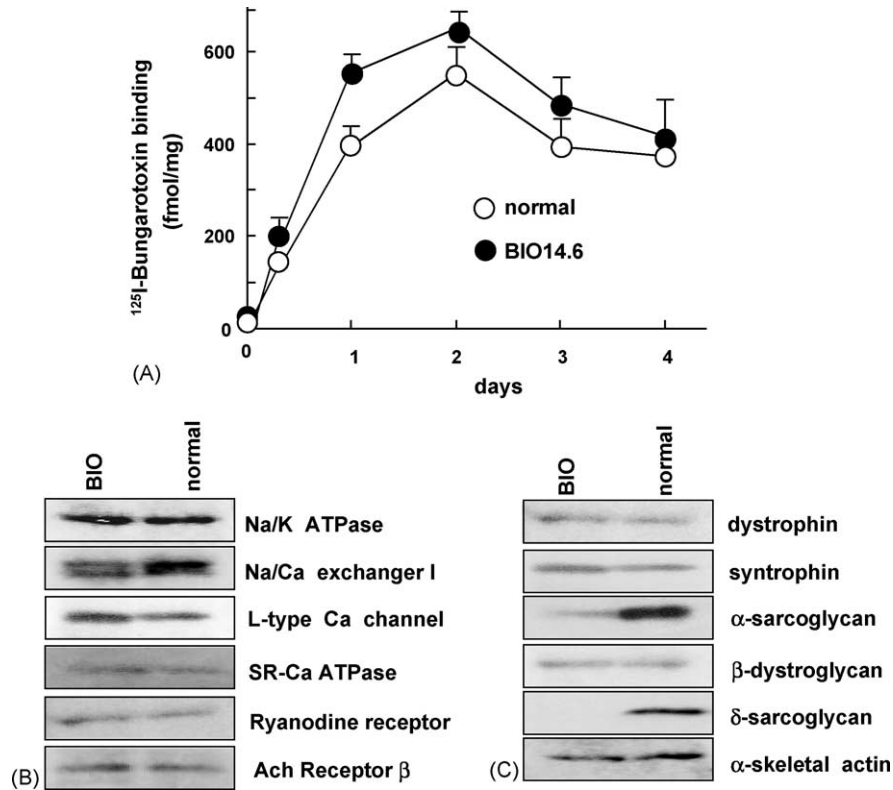 600
400
200
0
¹²⁵I-Bungarotoxin binding
(fmol/mg)
normal
BIO14.6
0 1 2 3 4
days
(A)
BIO normal
Na/K ATPase
Na/Ca exchanger I
L-type Ca channel
SR-Ca ATPase
Ryanodine receptor
Ach Receptor β
(B)
BIO normal
dystrophin
syntrophin
α-sarcoglycan
β-dystroglycan
δ-sarcoglycan
α-skeletal actin
(C)